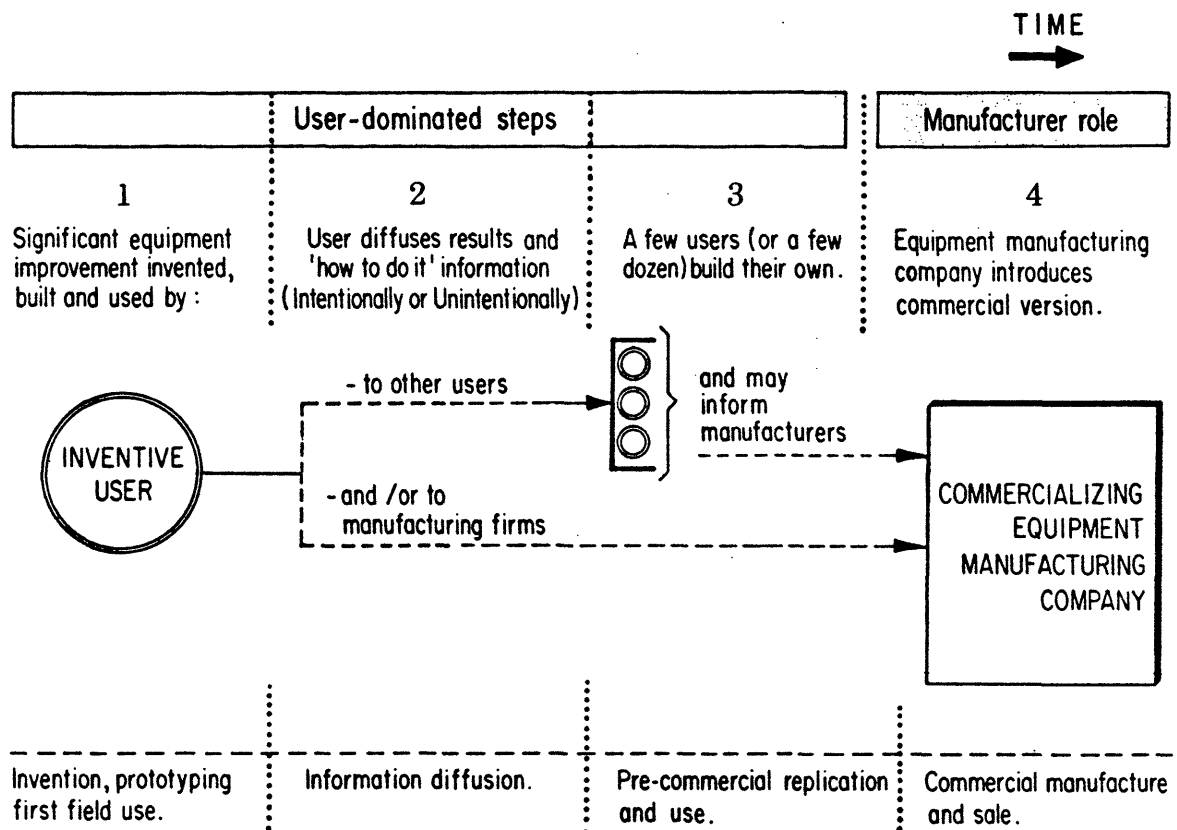 TIME
User-dominated steps
Manufacturer role
1
Significant equipment
improvement invented,
built and used by :
2
User diffuses results and
'how to do it' information
(Intentionally or Unintentionally)
3
A few users (or a few
dozen) build their own.
4
Equipment manufacturing
company introduces
commercial version.
INVENTIVE
USER
- to other users
- and /or to
manufacturing firms
and may
inform
manufacturers
COMMERCIALIZING
EQUIPMENT
MANUFACTURING
COMPANY
Invention, prototyping
first field use.
Information diffusion.
Pre-commercial replication
and use.
Commercial manufacture
and sale.